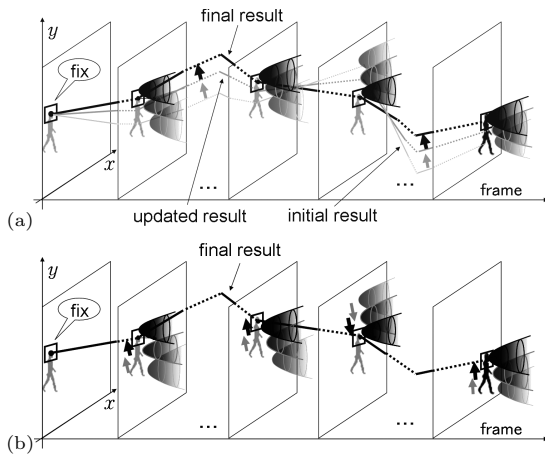 y
final result
fix
x
...
...
frame
(a)
updated result
initial result
y
final result
fix
x
...
...
frame
(b)